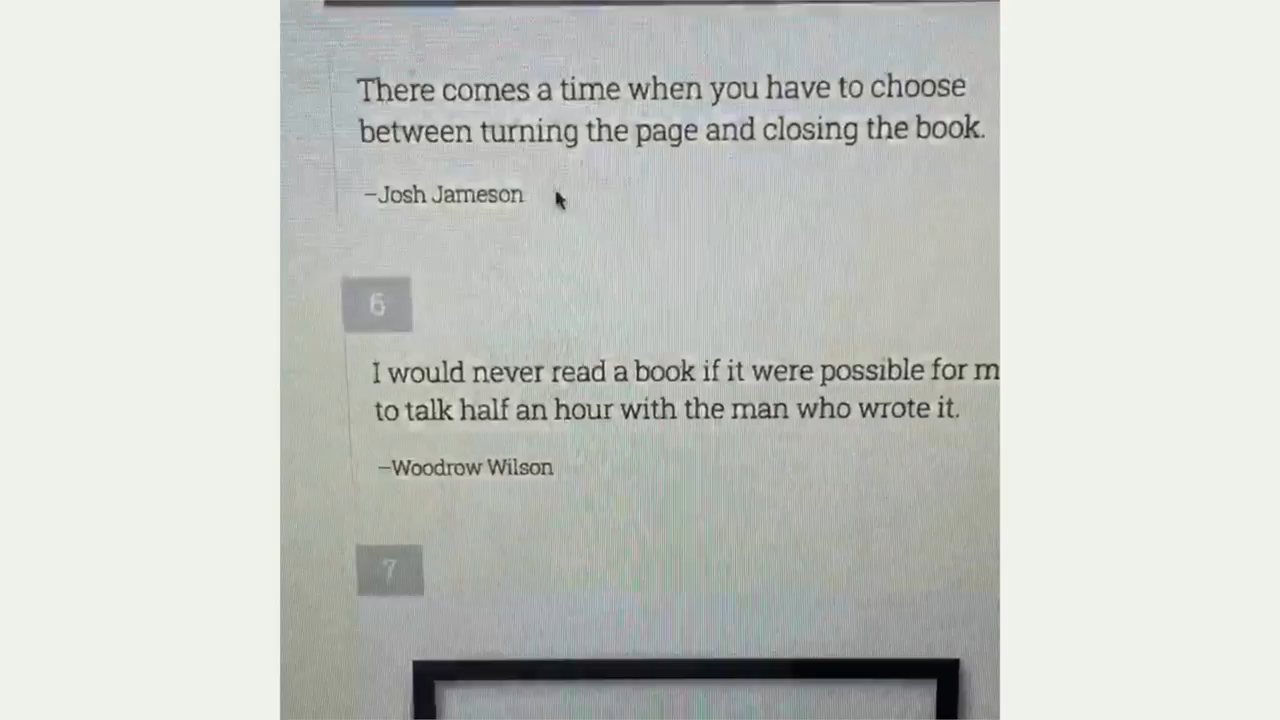 There comes a time when you have to choose
between turning the page and closing the book.
–Josh Jameson
6
I would never read a book if it were possible for m
to talk half an hour with the man who wrote it.
–Woodrow Wilson
7